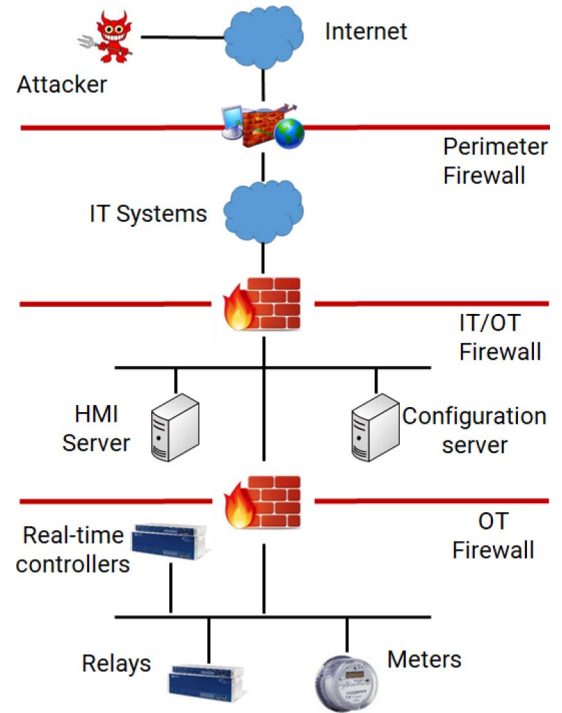 Internet
Attacker
Perimeter
Firewall
IT Systems
IT/OT
Firewall
HMI
Server
Configuration
server
OT
Firewall
Real-time
controllers
Relays
Meters